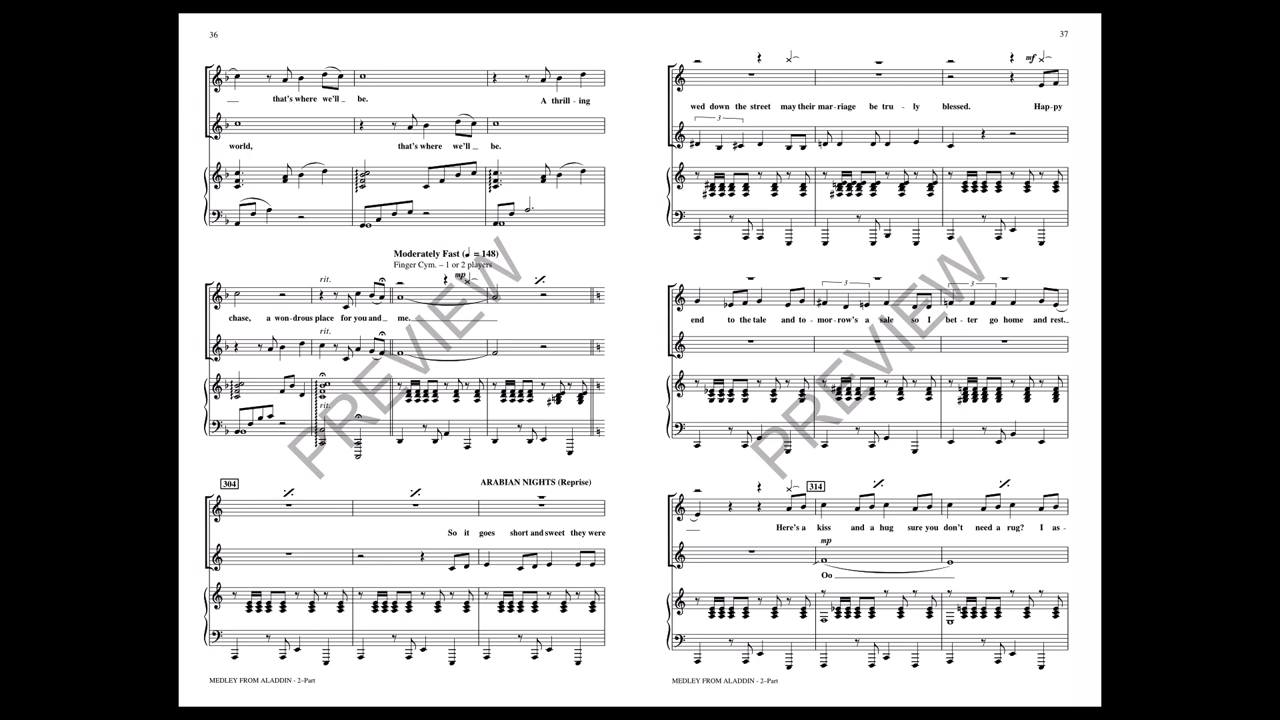 36
that's where we'll be.
A thrill - ing
world,
that's where we'll be.
Moderately Fast (♩ = 148)
Finger Cym. – 1 or 2 players
rit.
mp
chase, a won - drous place for you and me.
rit.
rit.
304
ARABIAN NIGHTS (Reprise)
So it goes short and sweet they were
MEDLEY FROM ALADDIN - 2–Part
PREVIEW
37
mf
wed down the street may their mar - riage be tru - ly blessed. Hap - py
3
3
3
end to the tale and to - mor - row's a sale so I bet - ter go home and rest.
314
Here's a kiss and a hug sure you don't need a rug? I as -
mp
Oo
MEDLEY FROM ALADDIN - 2–Part
PREVIEW